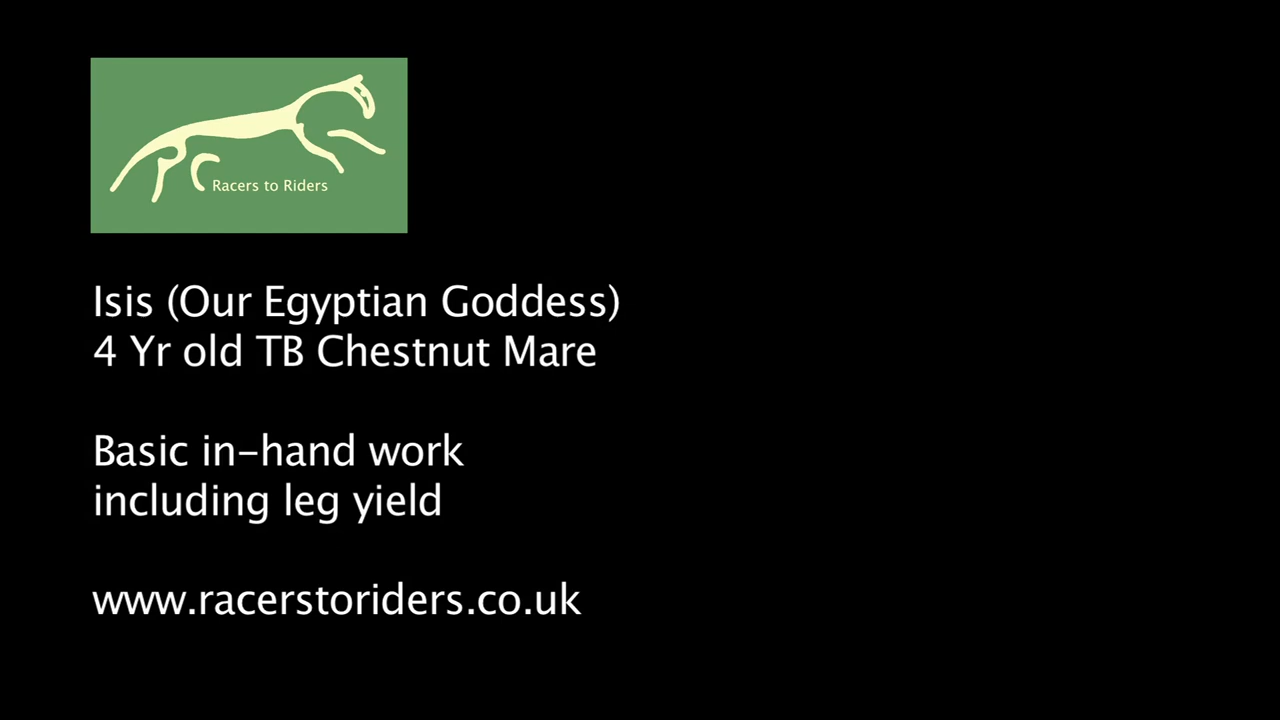 Racers to Riders
Isis (Our Egyptian Goddess)
4 Yr old TB Chestnut Mare
Basic in-hand work
including leg yield
www.racerstoriders.co.uk